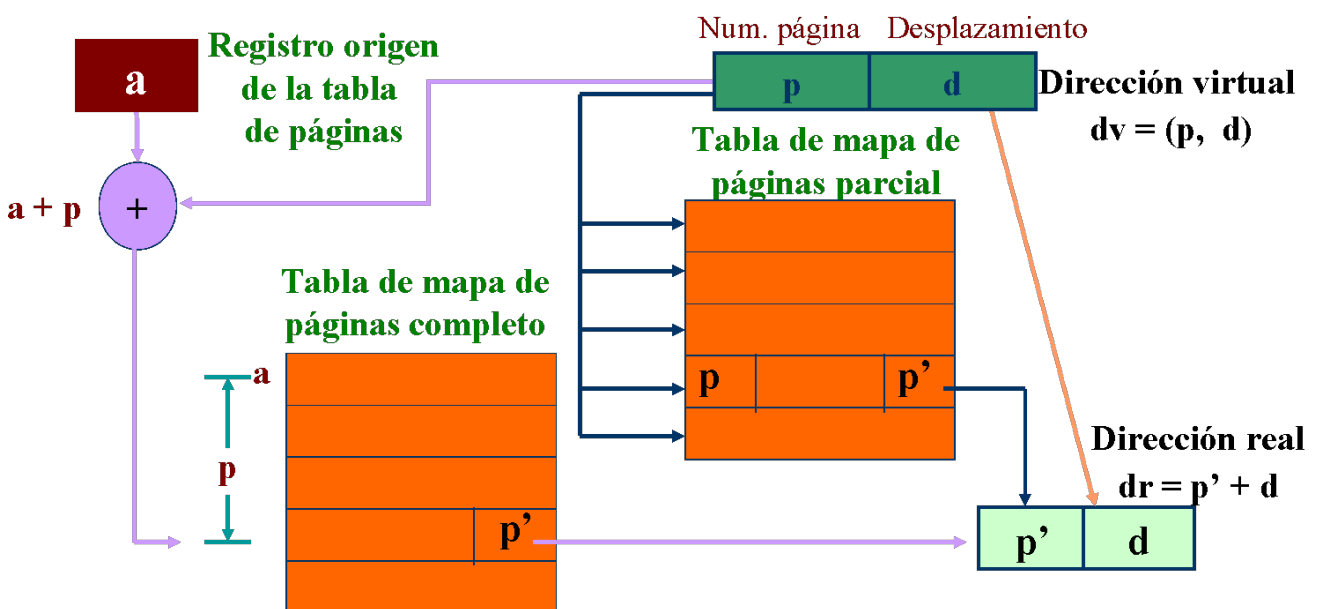 Num. página Desplazamiento
a
Registro origen
de la tabla
de páginas
p d
Dirección virtual
dv = (p, d)
Tabla de mapa de
páginas parcial
a + p
+
Tabla de mapa de
páginas completo
a
p
p’
p p’
Dirección real
dr = p’ + d
p’ d